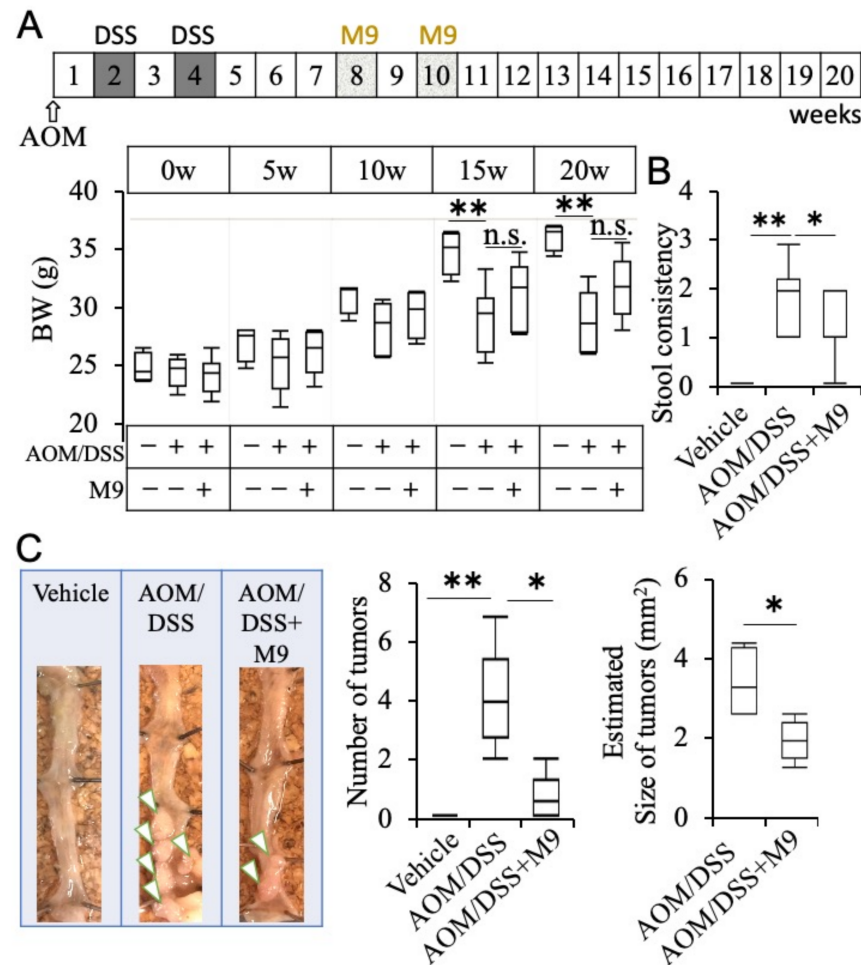 A
DSS DSS M9 M9
1 2 3 4 5 6 7 8 9 10 11 12 13 14 15 16 17 18 19 20
weeks
AOM
0w 5w 10w 15w 20w
40
35
30
25
20
BW (g)
** n.s. ** n.s.
AOM/DSS − + + − + + − + + − + + − + +
M9 − − + − − + − − + − − + − − +
B
4
3
2
1
0
Stool consistency
** *
Vehicle
AOM/DSS
AOM/DSS+M9
C
Vehicle
AOM/
DSS
AOM/
DSS+
M9
8
6
4
2
0
Number of tumors
** *
Vehicle
AOM/DSS
AOM/DSS+M9
6
4
2
0
Estimated
Size of tumors (mm²)
*
AOM/DSS
AOM/DSS+M9